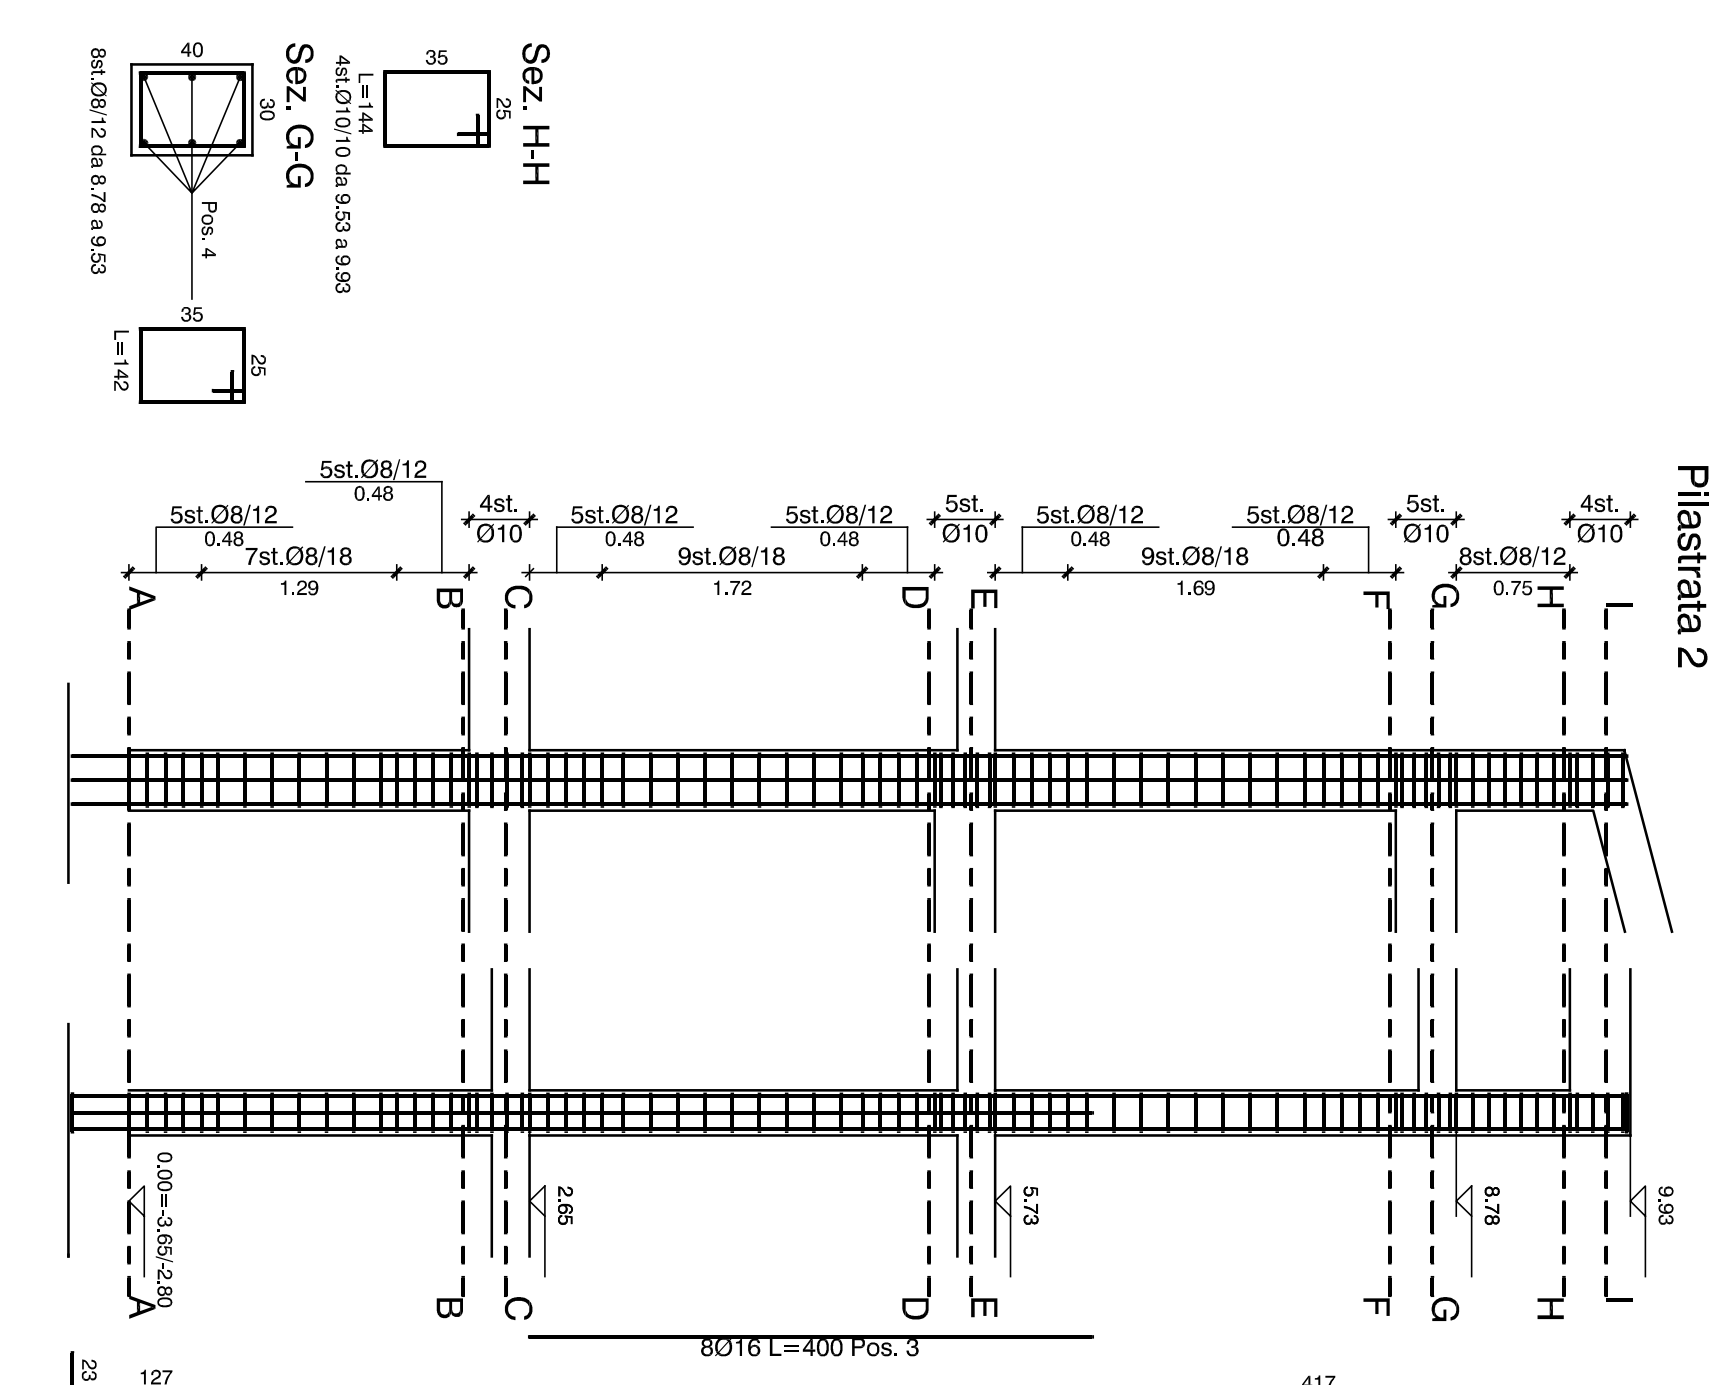 Pilastrata 2
Sez. H-H
35
25
L=144
4st.Ø10/10 da 9.53 a 9.93
Sez. G-G
40
30
Pos. 4
8st.Ø8/12 da 8.78 a 9.53
35
25
L=142
5st.Ø8/12
0.48
5st.Ø8/12
0.48
7st.Ø8/18
1.29
4st.
Ø10
5st.Ø8/12
0.48
5st.Ø8/12
0.48
9st.Ø8/18
1.72
5st.
Ø10
5st.Ø8/12
0.48
5st.Ø8/12
0.48
9st.Ø8/18
1.69
5st.
Ø10
8st.Ø8/12
0.75
4st.
Ø10
A B C D E F G H I
0.00=-3.65/-2.80
2.65
5.73
8.78
9.93
A B C D E F G H I
8Ø16 L=400 Pos. 3
23
127
417